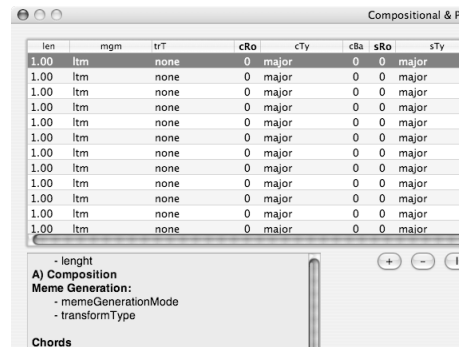 Compositional & P
len mgm trT cRo cTy cBa sRo sTy
1.00 ltm none 0 major 0 0 major
1.00 ltm none 0 major 0 0 major
1.00 ltm none 0 major 0 0 major
1.00 ltm none 0 major 0 0 major
1.00 ltm none 0 major 0 0 major
1.00 ltm none 0 major 0 0 major
1.00 ltm none 0 major 0 0 major
1.00 ltm none 0 major 0 0 major
1.00 ltm none 0 major 0 0 major
1.00 ltm none 0 major 0 0 major
1.00 ltm none 0 major 0 0 major
1.00 ltm none 0 major 0 0 major
- lenght
+ - I
A) Composition
Meme Generation:
- memeGenerationMode
- transformType
Chords